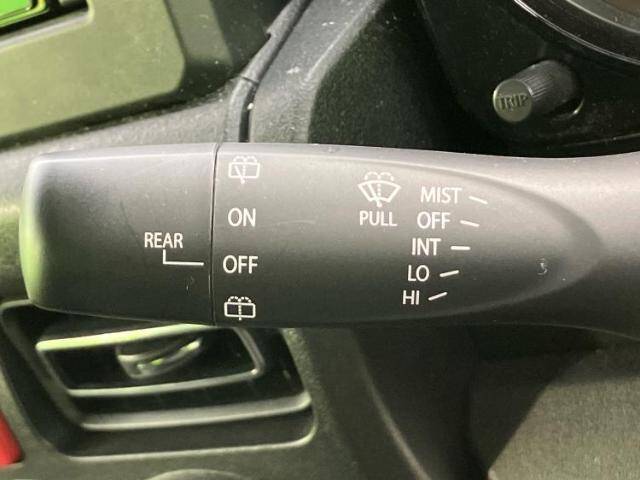 TRIP
MIST
ON
PULL
OFF
REAR
INT
OFF
LO
HI